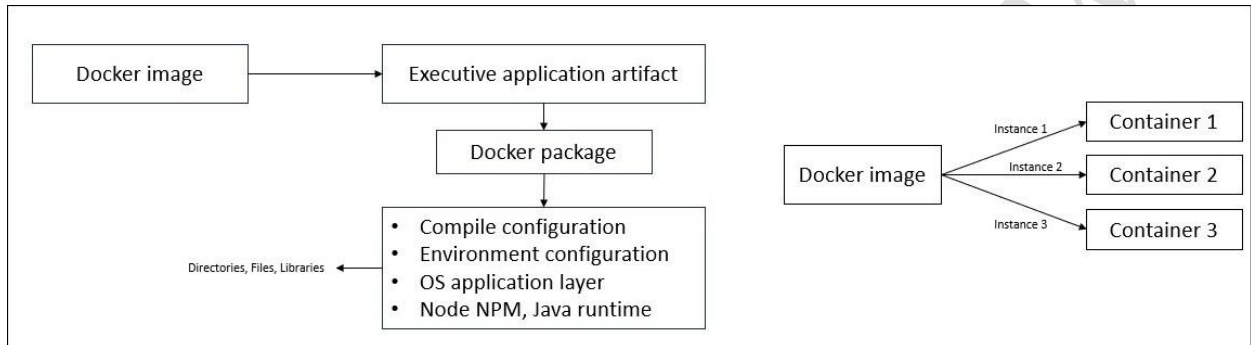 Docker image
Executive application artifact
Docker package
• Compile configuration
• Environment configuration
• OS application layer
• Node NPM, Java runtime
Directories, Files, Libraries
Docker image
Instance 1
Instance 2
Instance 3
Container 1
Container 2
Container 3